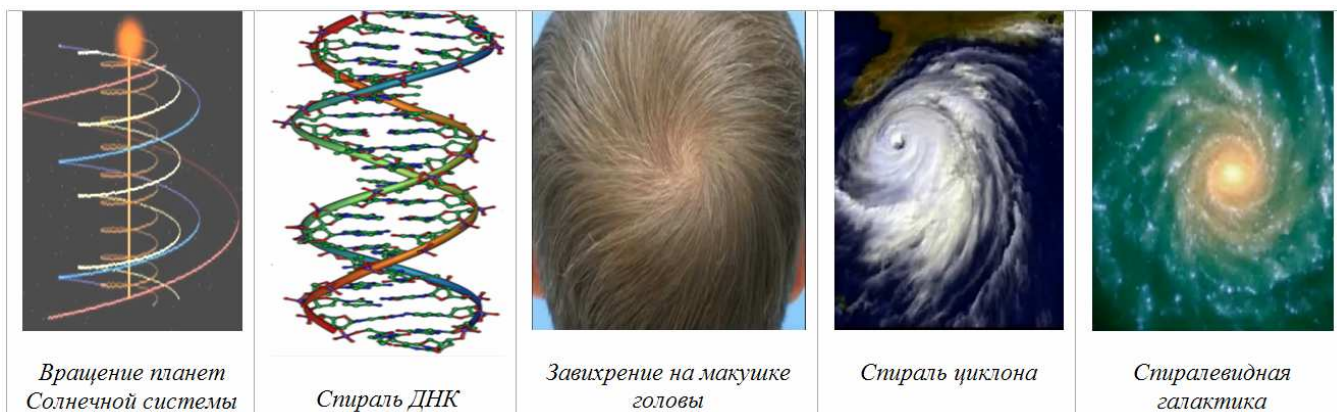 Вращение планет
Солнечной системы
Спираль ДНК
Завихрение на макушке
головы
Спираль циклона
Спиралевидная
галактика